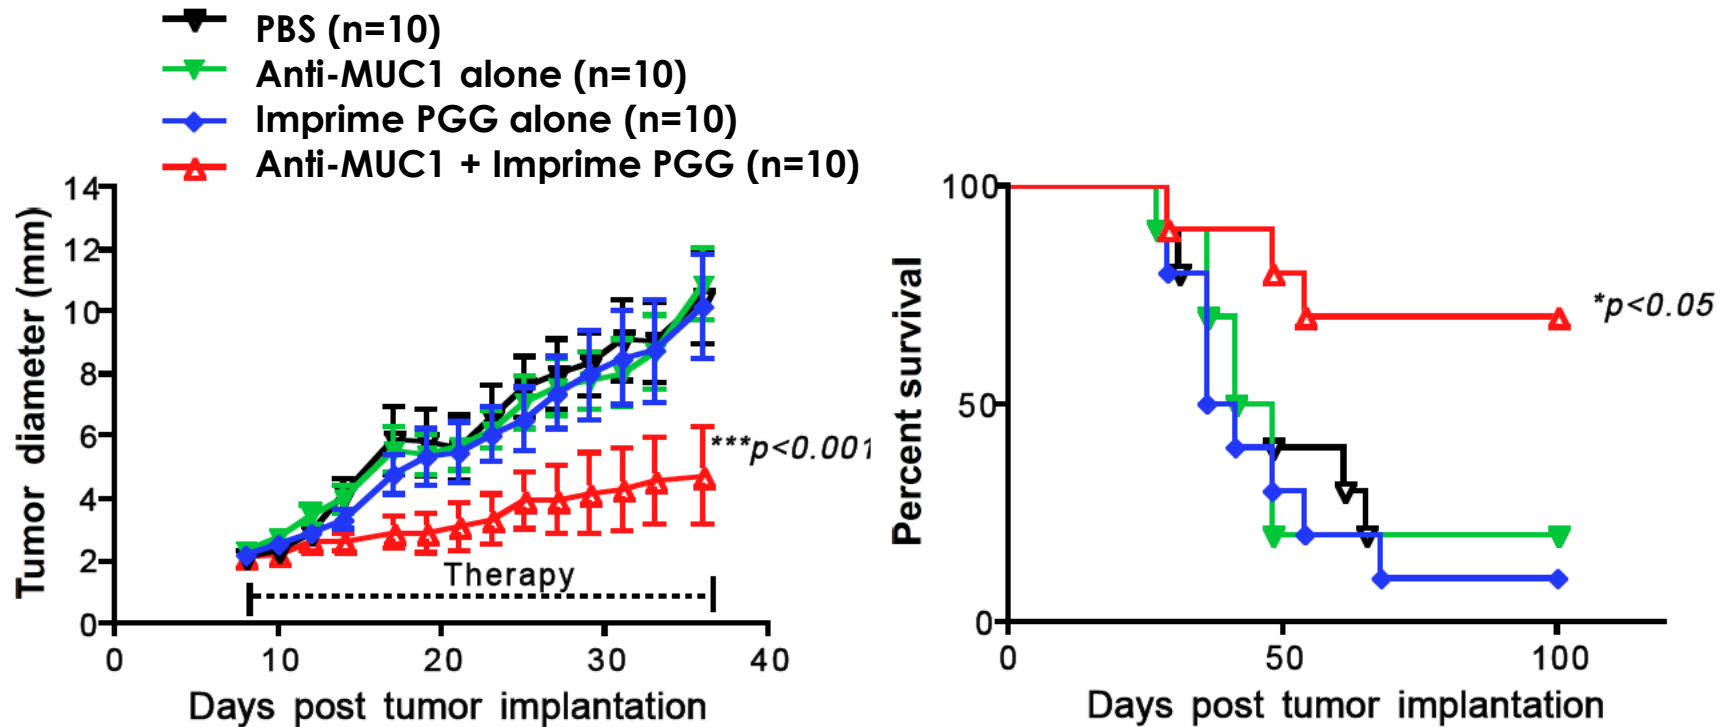 PBS (n=10)
Anti-MUC1 alone (n=10)
Imprime PGG alone (n=10)
Anti-MUC1 + Imprime PGG (n=10)
Tumor diameter (mm)
14
12
10
8
6
4
2
0
***p<0.001
Therapy
0 10 20 30 40
Days post tumor implantation
Percent survival
100
50
0
*p<0.05
0 50 100
Days post tumor implantation